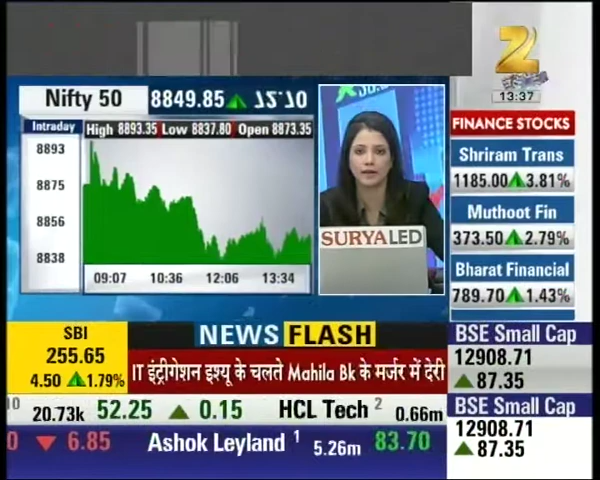 13:37
Nifty 50 8849.85 72.70
Intraday
High 8893.35 Low 8837.80 Open 8873.35
8893
8875
8856
8838
09:07 10:36 12:06 13:34
SURYA LED
FINANCE STOCKS
Shriram Trans
1185.00 3.81%
Muthoot Fin
373.50 2.79%
Bharat Financial
789.70 1.43%
SBI
255.65
4.50 1.79%
NEWS FLASH
IT इंटीग्रेशन इश्यू के चलते Mahila Bk के मर्जर में देरी
BSE Small Cap
12908.71
87.35
20.73k 52.25 0.15 HCL Tech 2 0.66m
0 6.85 Ashok Leyland 1 5.26m 83.70
BSE Small Cap
12908.71
87.35